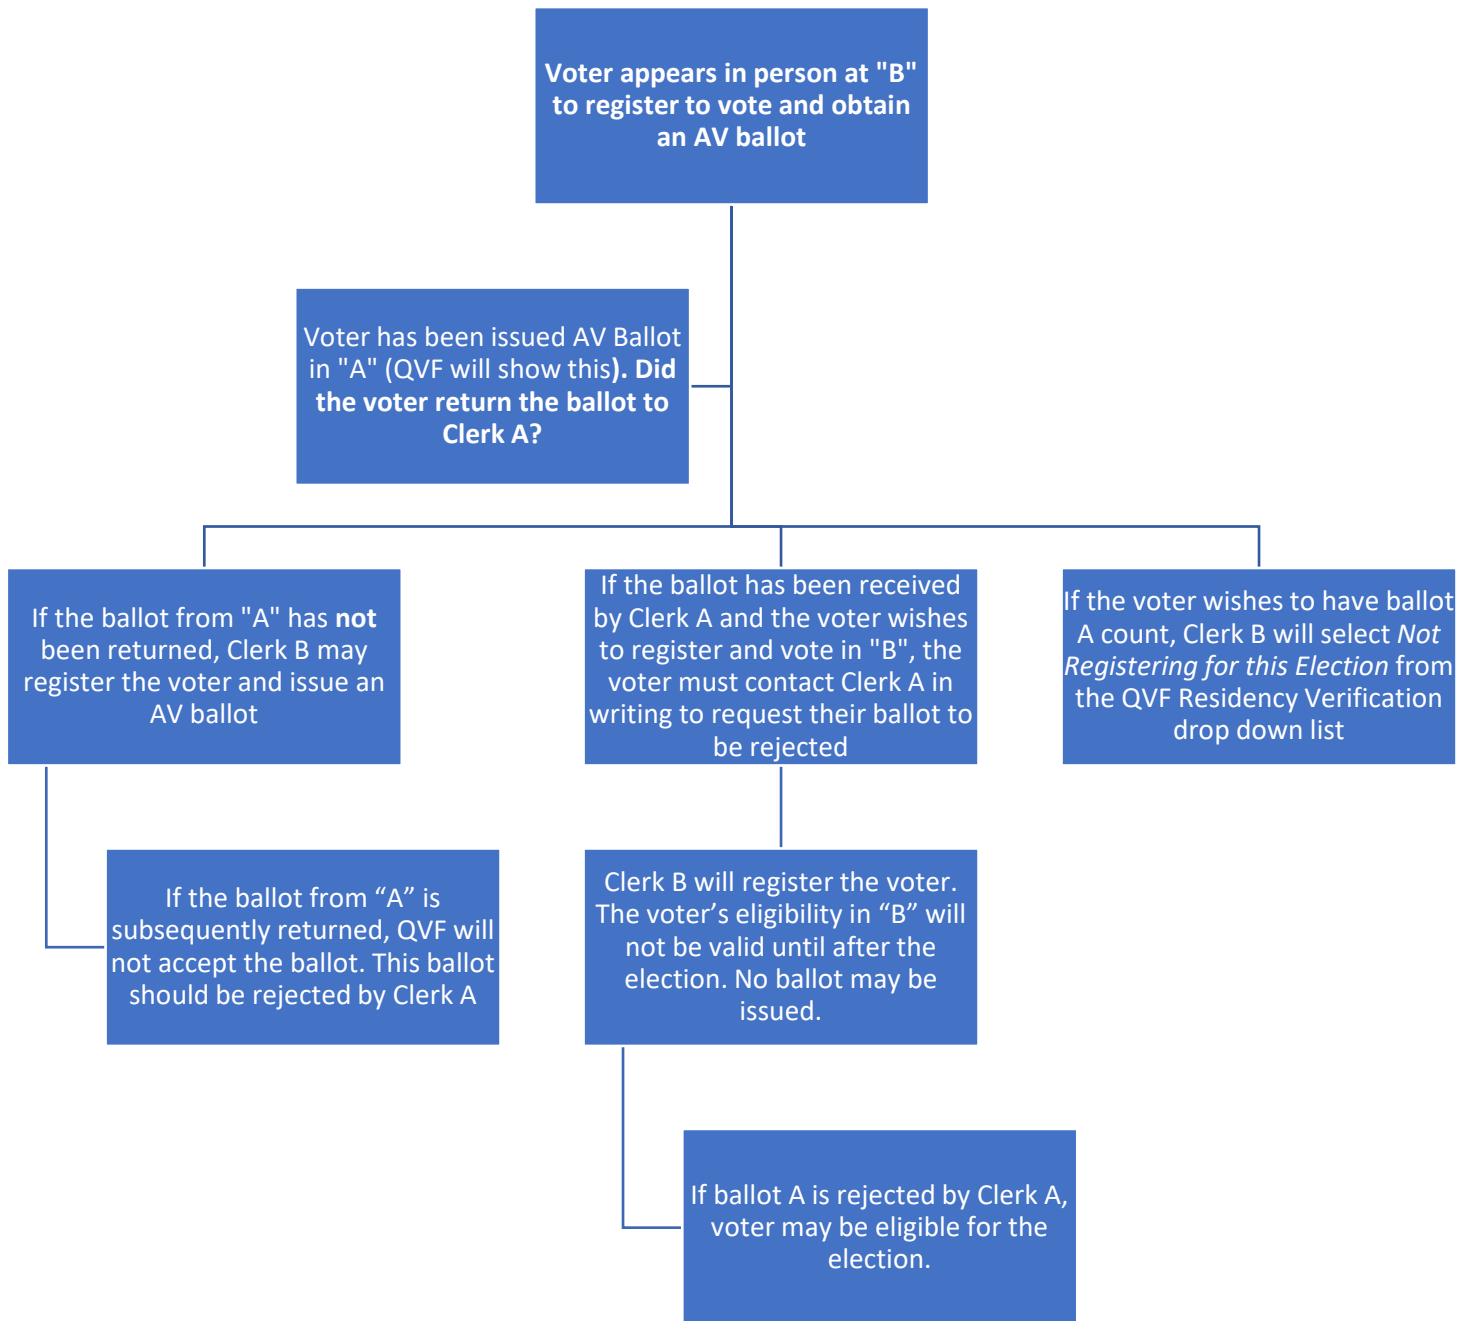 Voter appears in person at "B"
to register to vote and obtain
an AV ballot
Voter has been issued AV Ballot
in "A" (QVF will show this). Did
the voter return the ballot to
Clerk A?
If the ballot from "A" has not
been returned, Clerk B may
register the voter and issue an
AV ballot
If the ballot has been received
by Clerk A and the voter wishes
to register and vote in "B", the
voter must contact Clerk A in
writing to request their ballot to
be rejected
If the voter wishes to have ballot
A count, Clerk B will select Not
Registering for this Election from
the QVF Residency Verification
drop down list
If the ballot from “A” is
subsequently returned, QVF will
not accept the ballot. This ballot
should be rejected by Clerk A
Clerk B will register the voter.
The voter’s eligibility in “B” will
not be valid until after the
election. No ballot may be
issued.
If ballot A is rejected by Clerk A,
voter may be eligible for the
election.